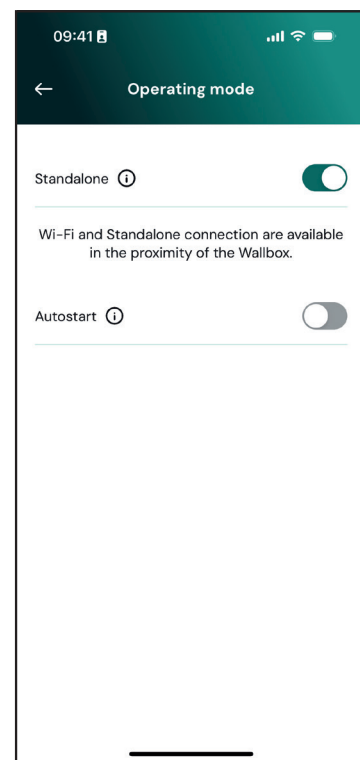 09:41
Operating mode
Standalone
Wi-Fi and Standalone connection are available
in the proximity of the Wallbox.
Autostart